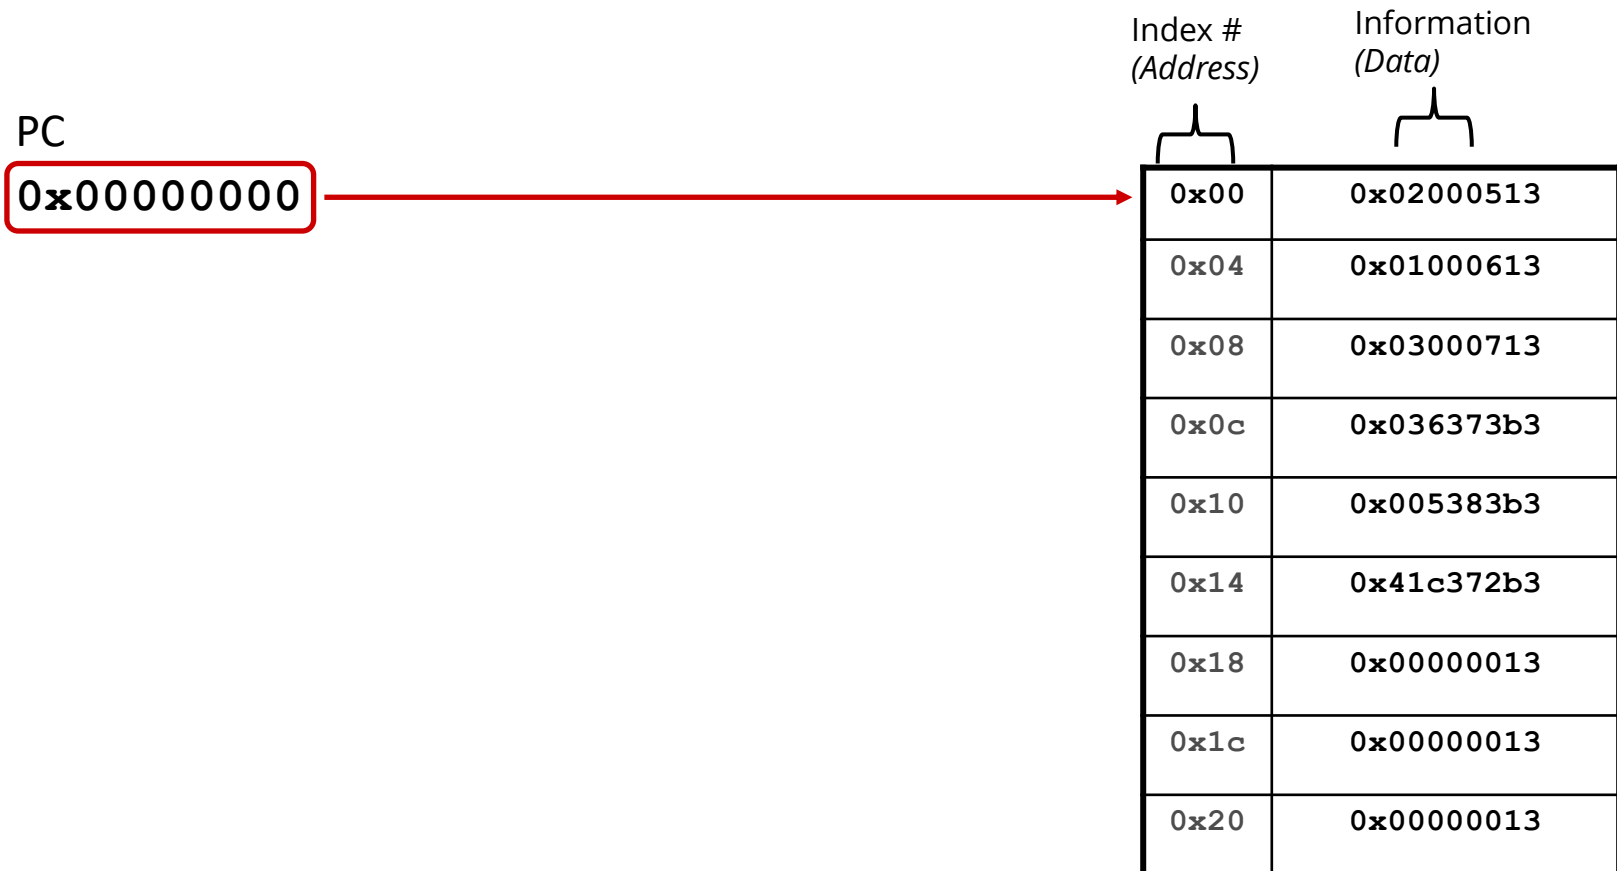 Index #
(Address)
Information
(Data)
PC
0x00000000
0x00 0x02000513
0x04 0x01000613
0x08 0x03000713
0x0c 0x036373b3
0x10 0x005383b3
0x14 0x41c372b3
0x18 0x00000013
0x1c 0x00000013
0x20 0x00000013